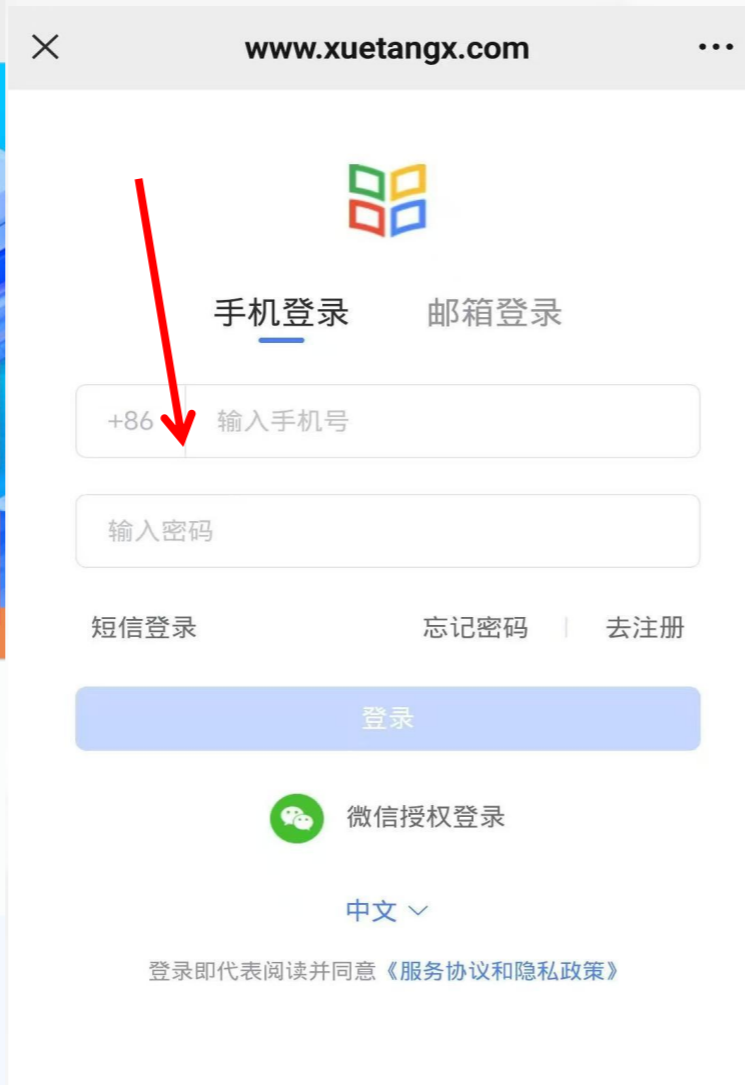 www.xuetangx.com
手机登录 邮箱登录
+86 输入手机号
输入密码
短信登录 忘记密码 去注册
登录
微信授权登录
中文
登录即代表阅读并同意《服务协议和隐私政策》